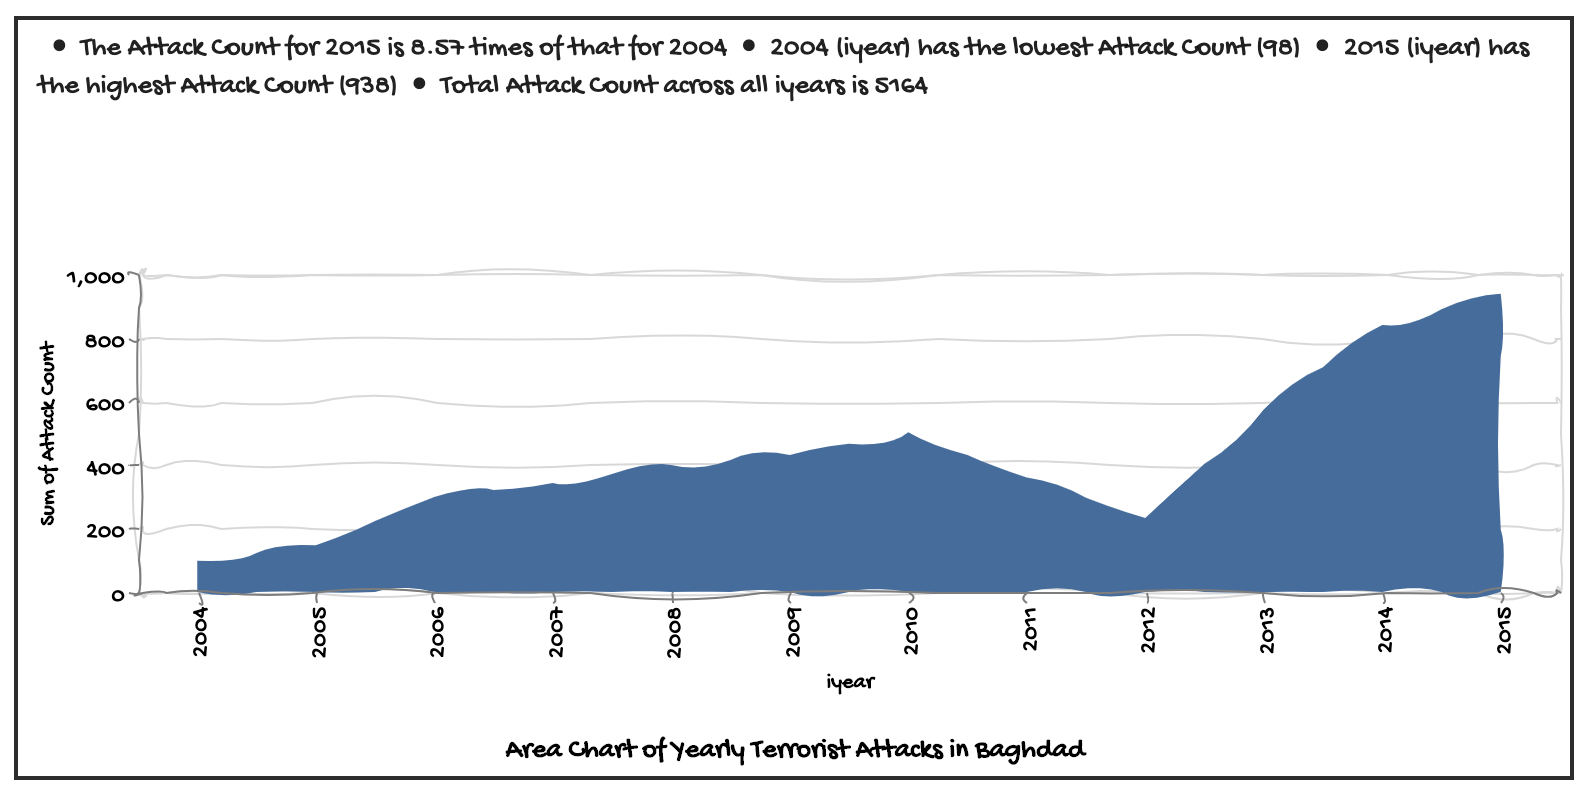 • The Attack Count for 2015 is 8.57 times of that for 2004 • 2004 (iyear) has the lowest Attack Count (98) • 2015 (iyear) has
the highest Attack Count (938) • Total Attack Count across all iyears is 5164
1,000
800
600
400
200
0
Sum of Attack Count
2004 2005 2006 2007 2008 2009 2010 2011 2012 2013 2014 2015
iyear
Area Chart of Yearly Terrorist Attacks in Baghdad